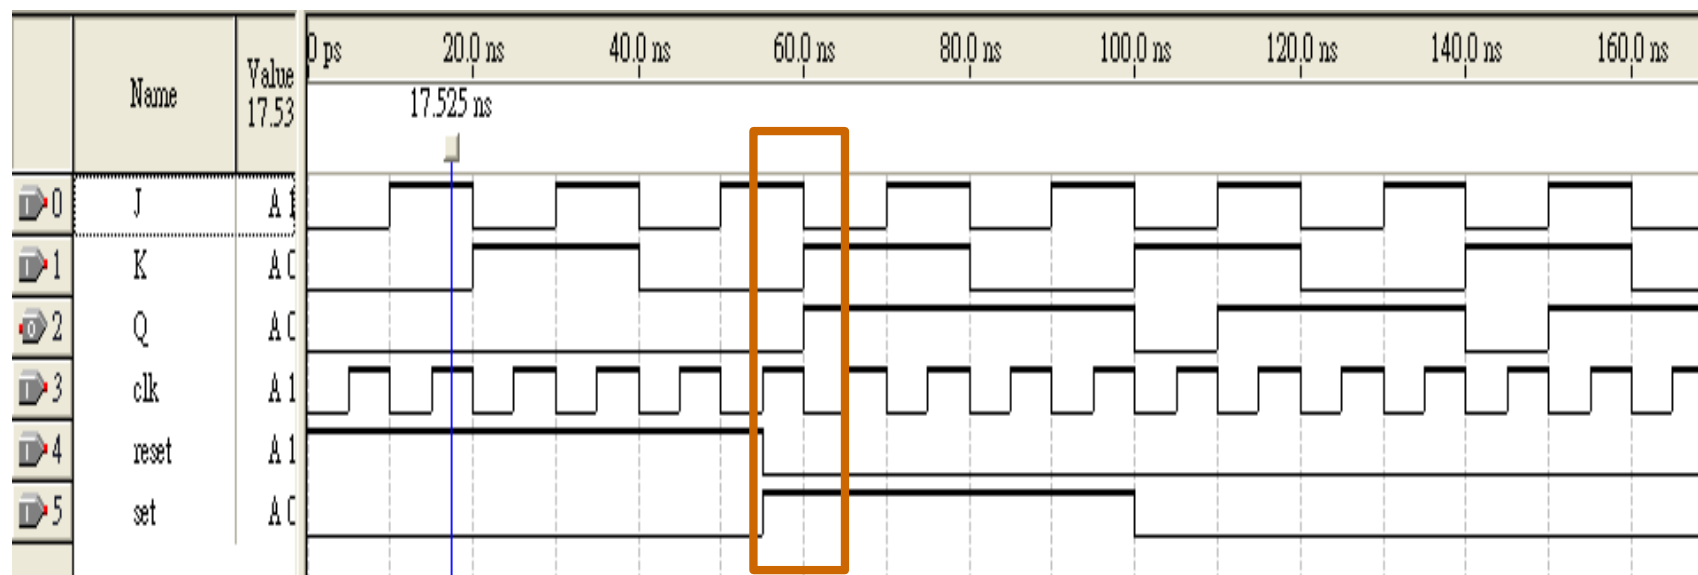 Name
Value
17.53
0 ps
20.0 ns
40.0 ns
60.0 ns
80.0 ns
100.0 ns
120.0 ns
140.0 ns
160.0 ns
17.525 ns
0 J A 1
1 K A 0
2 Q A 0
3 clk A 1
4 reset A 1
5 set A 0